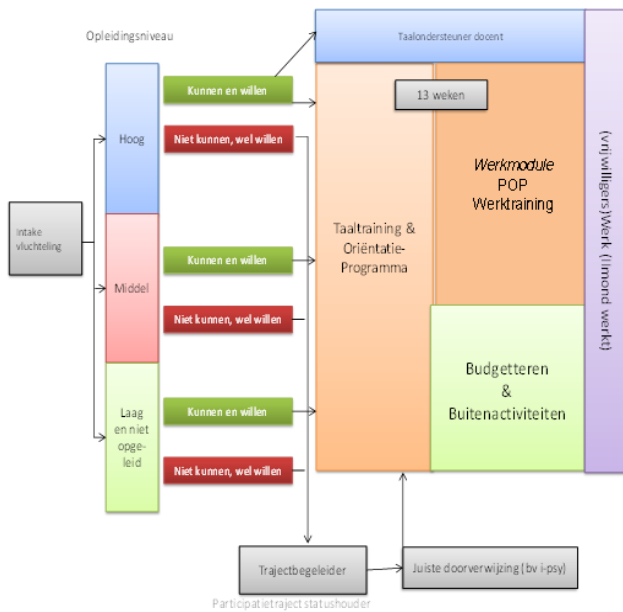 Opleidingsniveau
Taalondersteuner docent
Kunnen en willen
13 weken
Hoog
Niet kunnen, wel willen
Werkmodule
POP
Werktraining
(vrijwilligers)Werk (IJmond werkt)
Intake
vluchteling
Taaltraining &
Oriëntatie-
Programma
Kunnen en willen
Middel
Niet kunnen, wel willen
Budgetteren
&
Buitenactiviteiten
Laag
en niet
opge-
leid
Kunnen en willen
Niet kunnen, wel willen
Trajectbegeleider
Juiste doorverwijzing (bv i-psy)
Participatietraject statushouder